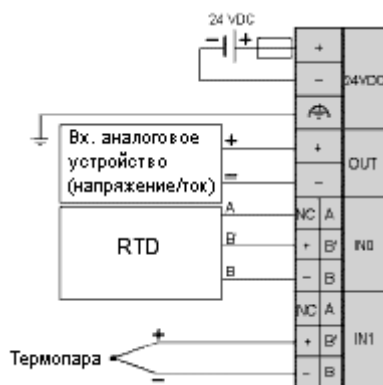 24 VDC
− +
+
−
24VDC
Вх. аналоговое
устройство
(напряжение/ток)
+
−
+
−
OUT
RTD
A
B'
B
NC A
+ B'
− B
IN0
NC A
+ B'
− B
IN1
Термопара
+
−